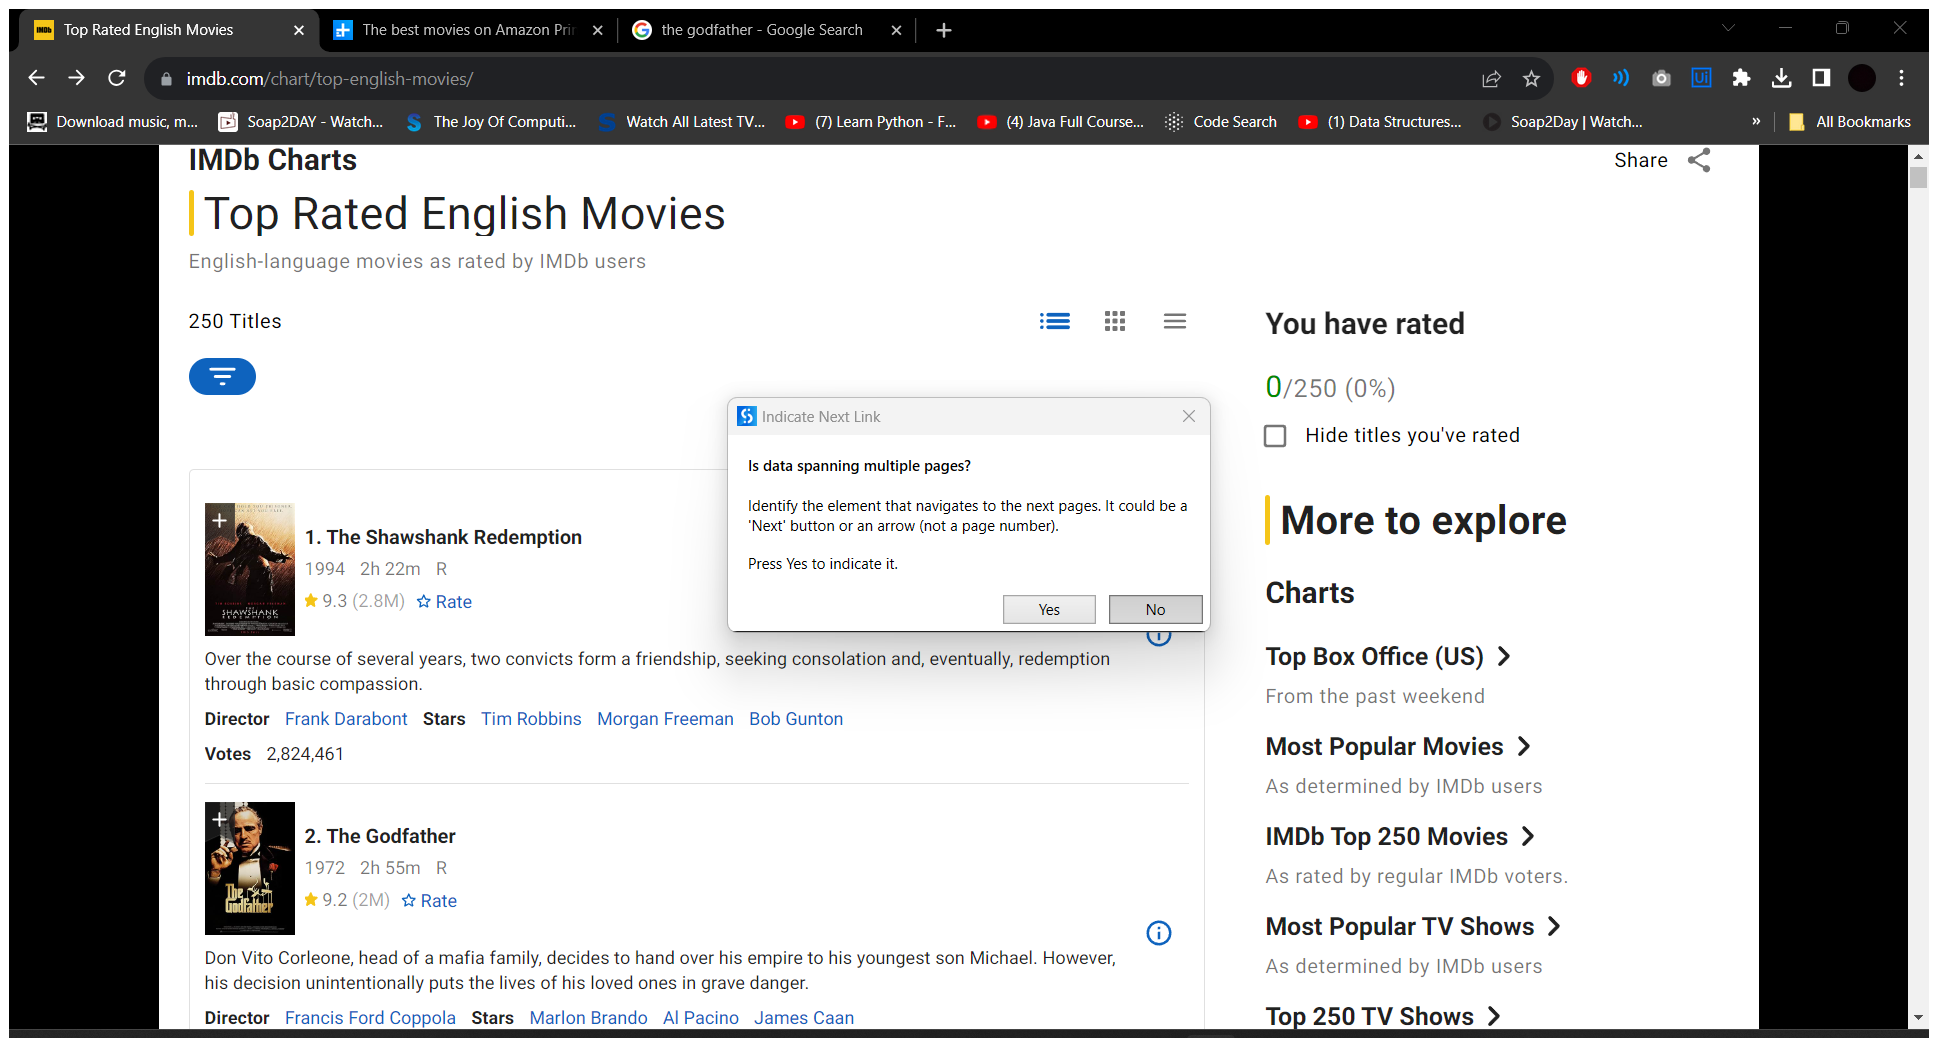 Top Rated English Movies
The best movies on Amazon Pri
the godfather - Google Search
imdb.com/chart/top-english-movies/
Download music, m...
Soap2DAY - Watch...
The Joy Of Computi...
Watch All Latest TV...
(7) Learn Python - F...
(4) Java Full Course...
Code Search
(1) Data Structures...
Soap2Day | Watch...
»
All Bookmarks
IMDb Charts
Share
Top Rated English Movies
English-language movies as rated by IMDb users
250 Titles
You have rated
0/250 (0%)
Hide titles you've rated
Indicate Next Link
Is data spanning multiple pages?
Identify the element that navigates to the next pages. It could be a
'Next' button or an arrow (not a page number).
Press Yes to indicate it.
Yes
No
1. The Shawshank Redemption
1994 2h 22m R
9.3 (2.8M) Rate
SHAWSHANK
REDEMPTION
Over the course of several years, two convicts form a friendship, seeking consolation and, eventually, redemption
through basic compassion.
Director Frank Darabont Stars Tim Robbins Morgan Freeman Bob Gunton
Votes 2,824,461
2. The Godfather
1972 2h 55m R
9.2 (2M) Rate
The
Godfather
Don Vito Corleone, head of a mafia family, decides to hand over his empire to his youngest son Michael. However,
his decision unintentionally puts the lives of his loved ones in grave danger.
Director Francis Ford Coppola Stars Marlon Brando Al Pacino James Caan
More to explore
Charts
Top Box Office (US)
From the past weekend
Most Popular Movies
As determined by IMDb users
IMDb Top 250 Movies
As rated by regular IMDb voters.
Most Popular TV Shows
As determined by IMDb users
Top 250 TV Shows